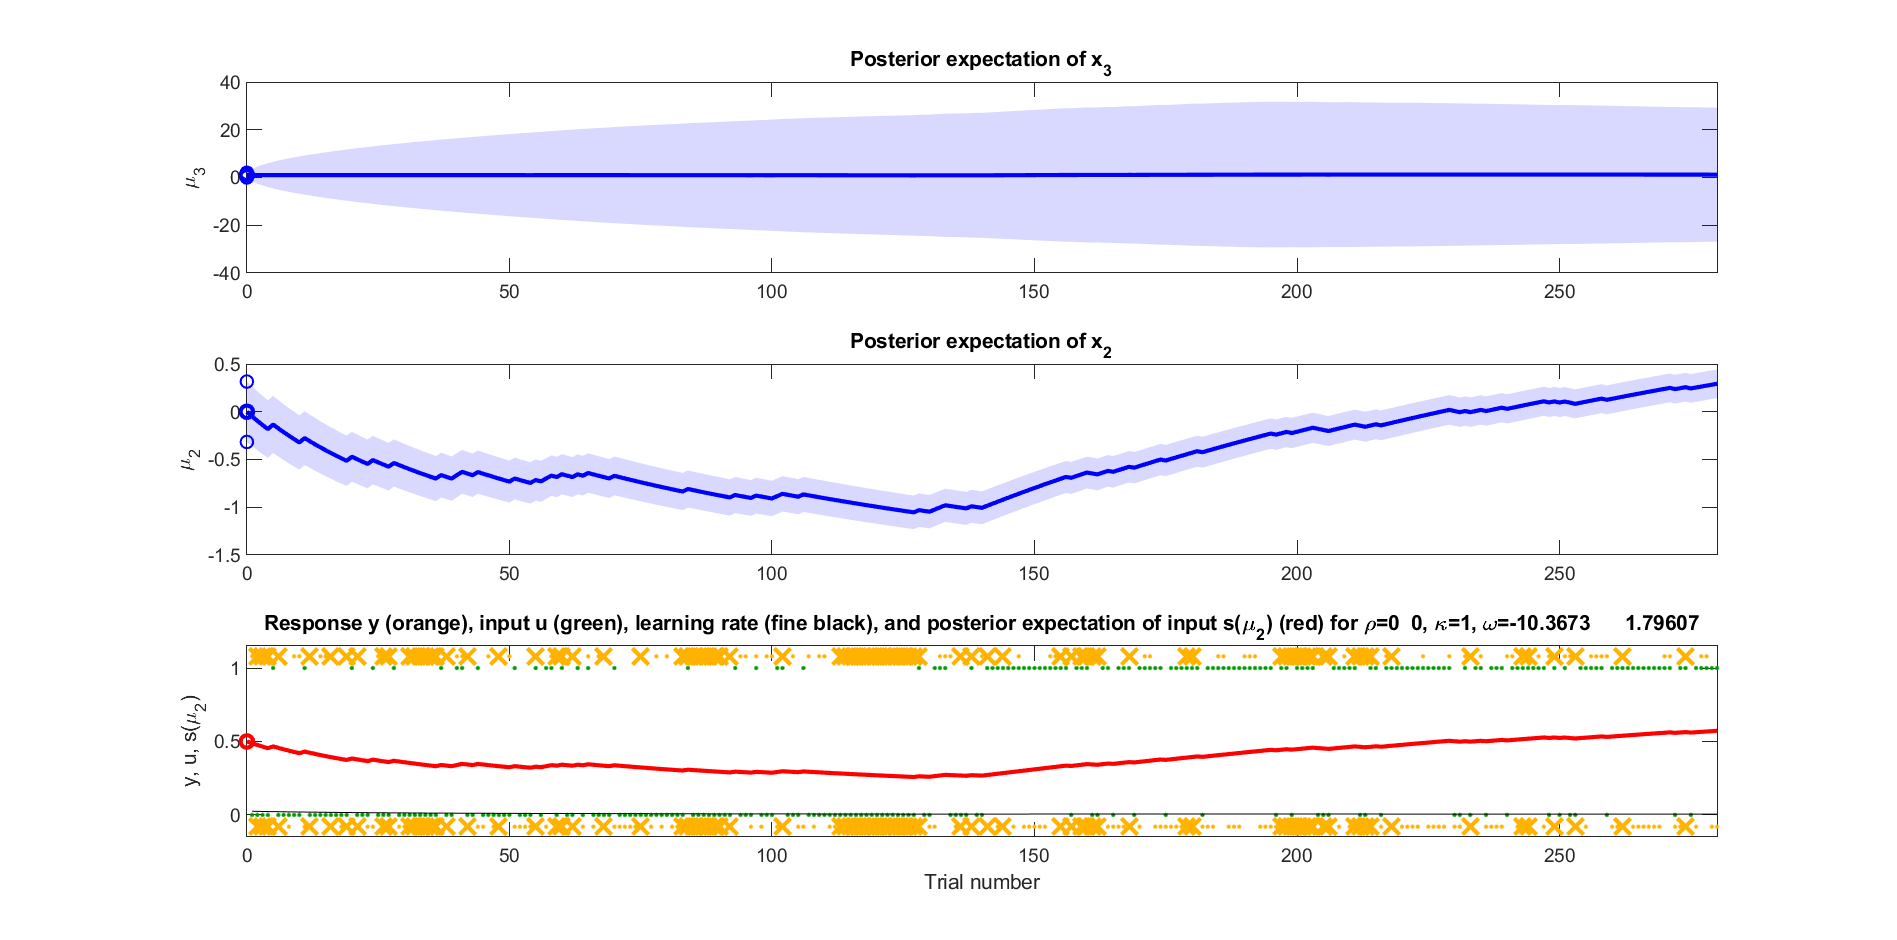 Posterior expectation of x3
40
20
0
-20
-40
μ3
0 50 100 150 200 250
Posterior expectation of x2
0.5
0
-0.5
-1
-1.5
μ2
0 50 100 150 200 250
Response y (orange), input u (green), learning rate (fine black), and posterior expectation of input s(μ2) (red) for ρ=0 0, κ=1, ω=-10.3673 1.79607
1
0.5
0
y, u, s(μ2)
0 50 100 150 200 250
Trial number